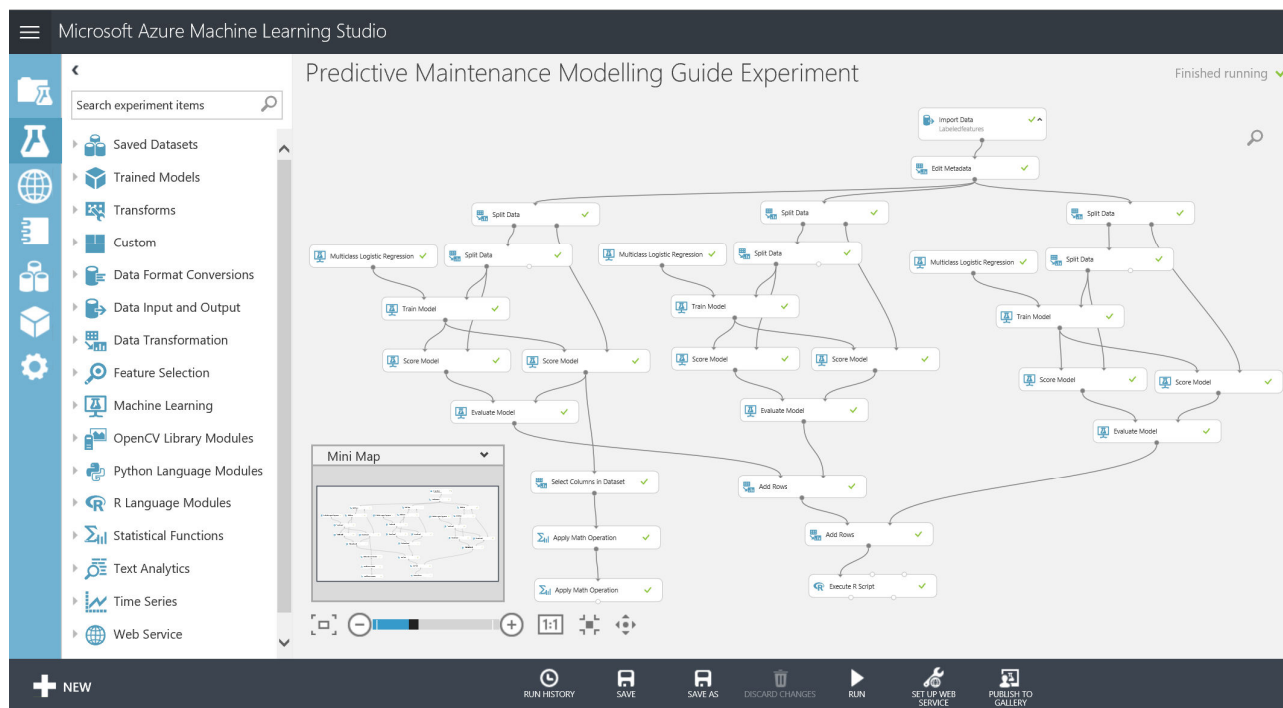 Microsoft Azure Machine Learning Studio
Search experiment items
Saved Datasets
Trained Models
Transforms
Custom
Data Format Conversions
Data Input and Output
Data Transformation
Feature Selection
Machine Learning
OpenCV Library Modules
Python Language Modules
R Language Modules
Statistical Functions
Text Analytics
Time Series
Web Service
Predictive Maintenance Modelling Guide Experiment
Finished running
Import Data
Labeledfeatures
Edit Metadata
Split Data
Split Data
Split Data
Multiclass Logistic Regression
Split Data
Multiclass Logistic Regression
Split Data
Multiclass Logistic Regression
Split Data
Train Model
Train Model
Train Model
Score Model
Score Model
Score Model
Score Model
Score Model
Score Model
Evaluate Model
Evaluate Model
Evaluate Model
Mini Map
Select Columns in Dataset
Add Rows
Apply Math Operation
Add Rows
Apply Math Operation
Execute R Script
1:1
NEW
RUN HISTORY
SAVE
SAVE AS
DISCARD CHANGES
RUN
SET UP WEB
SERVICE
PUBLISH TO
GALLERY